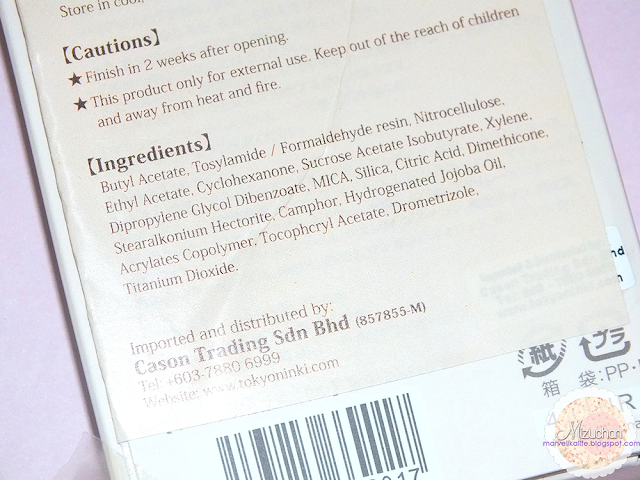 Store in cool,
【Cautions】
★ Finish in 2 weeks after opening.
★ This product only for external use. Keep out of the reach of children
and away from heat and fire.
【Ingredients】
Butyl Acetate, Tosylamide / Formaldehyde resin, Nitrocellulose,
Ethyl Acetate, Cyclohexanone, Sucrose Acetate Isobutyrate, Xylene,
Dipropylene Glycol Dibenzoate, MICA, Silica, Citric Acid, Dimethicone,
Stearalkonium Hectorite, Camphor, Hydrogenated Jojoba Oil,
Acrylates Copolymer, Tocophcryl Acetate, Drometrizole,
Titanium Dioxide.
Imported and distributed by:
Cason Trading Sdn Bhd (857855-M)
Tel: +603-7880 6999
Website: www.tokyoninki.com
紙 プラ
箱 袋:PP
Mizuchan
marvelikalife.blogspot.com